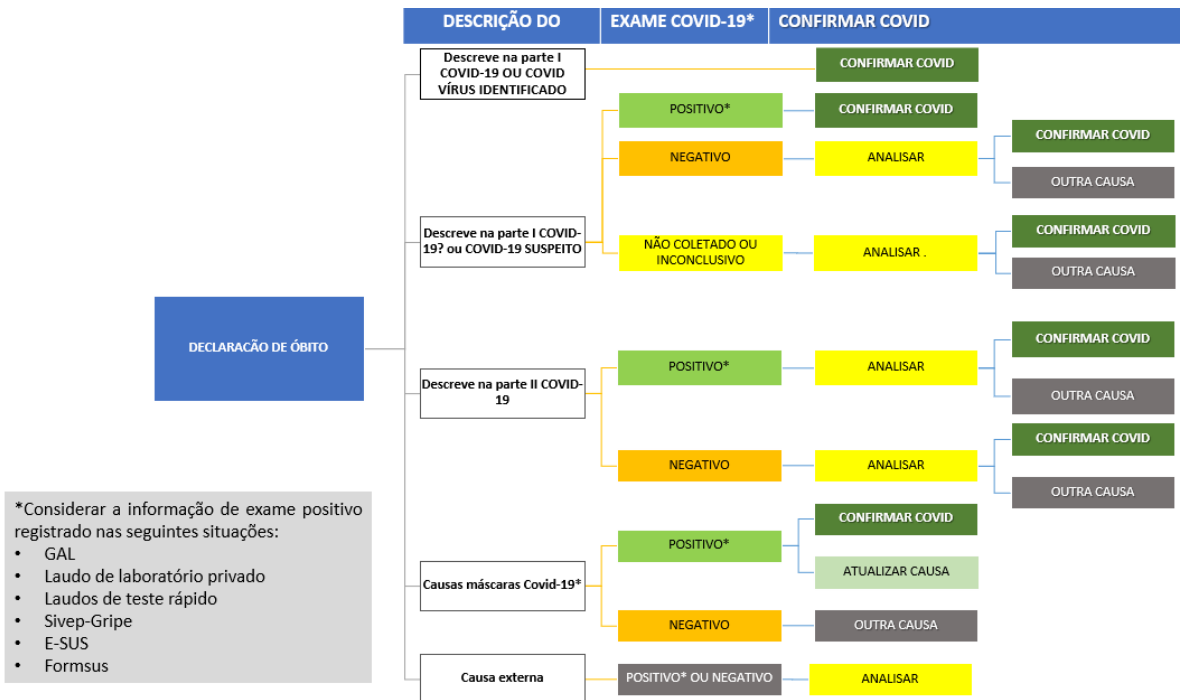 DESCRIÇÃO DO
EXAME COVID-19*
CONFIRMAR COVID
Descreve na parte I
COVID-19 OU COVID
VÍRUS IDENTIFICADO
CONFIRMAR COVID
POSITIVO*
CONFIRMAR COVID
NEGATIVO
ANALISAR
CONFIRMAR COVID
OUTRA CAUSA
Descreve na parte I COVID-
19? ou COVID-19 SUSPEITO
NÃO COLETADO OU
INCONCLUSIVO
ANALISAR .
CONFIRMAR COVID
OUTRA CAUSA
DECLARACÃO DE ÓBITO
Descreve na parte II COVID-
19
POSITIVO*
ANALISAR
CONFIRMAR COVID
OUTRA CAUSA
NEGATIVO
ANALISAR
CONFIRMAR COVID
OUTRA CAUSA
Causas máscaras Covid-19*
POSITIVO*
CONFIRMAR COVID
ATUALIZAR CAUSA
NEGATIVO
OUTRA CAUSA
Causa externa
POSITIVO* OU NEGATIVO
ANALISAR
*Considerar a informação de exame positivo
registrado nas seguintes situações:
• GAL
• Laudo de laboratório privado
• Laudos de teste rápido
• Sivep-Gripe
• E-SUS
• Formsus